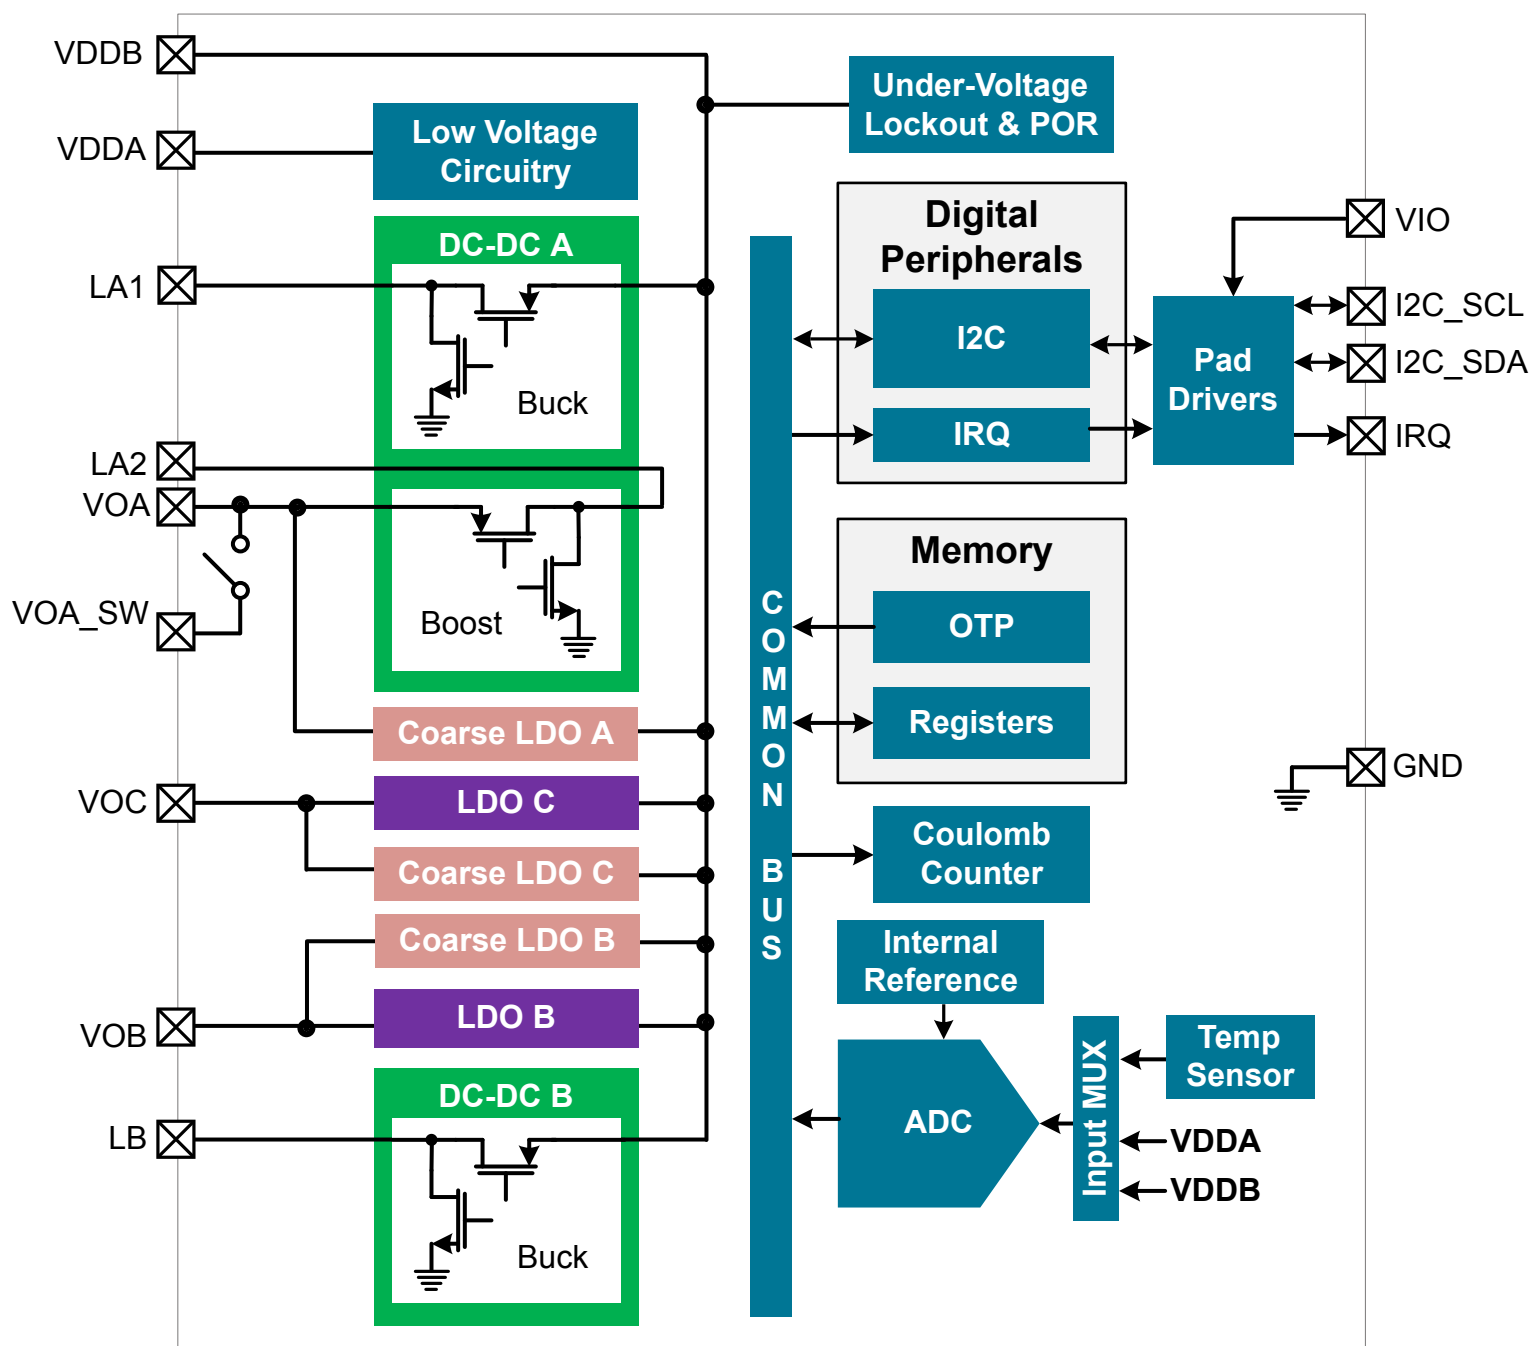 VDDB
VDDA
LA1
LA2
VOA
VOA_SW
VOC
VOB
LB
Low Voltage
Circuitry
DC-DC A
Buck
Boost
Coarse LDO A
LDO C
Coarse LDO C
Coarse LDO B
LDO B
DC-DC B
Buck
Under-Voltage
Lockout & POR
COMMON BUS
Digital
Peripherals
I2C
IRQ
Pad
Drivers
VIO
I2C_SCL
I2C_SDA
IRQ
Memory
OTP
Registers
GND
Coulomb
Counter
Internal
Reference
ADC
Input MUX
Temp
Sensor
VDDA
VDDB